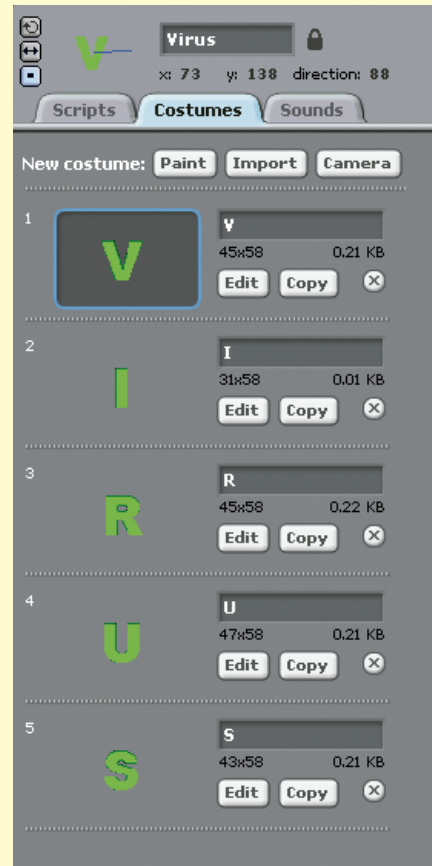 V
Virus
x: 73 y: 138 direction: 88
Scripts Costumes Sounds
New costume: Paint Import Camera
1
V
V
45x58 0.21 KB
Edit Copy
2
I
I
31x58 0.01 KB
Edit Copy
3
R
R
45x58 0.22 KB
Edit Copy
4
U
U
47x58 0.21 KB
Edit Copy
5
S
S
43x58 0.21 KB
Edit Copy